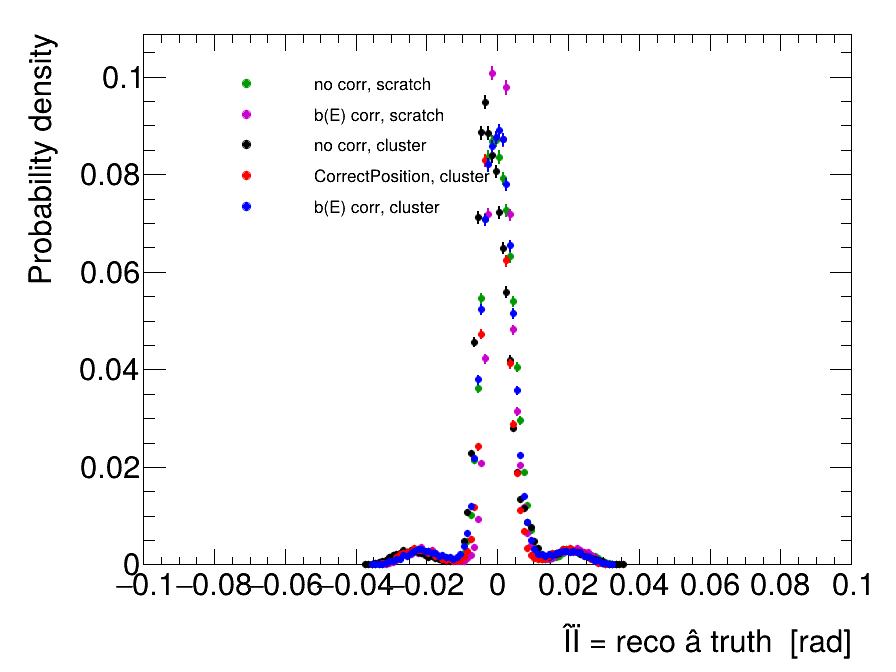 Probability density
0.1
0.08
0.06
0.04
0.02
0
no corr, scratch
b(E) corr, scratch
no corr, cluster
CorrectPosition, cluster
b(E) corr, cluster
−0.1 −0.08 −0.06 −0.04 −0.02 0 0.02 0.04 0.06 0.08 0.1
ÎÏ = reco â truth [rad]